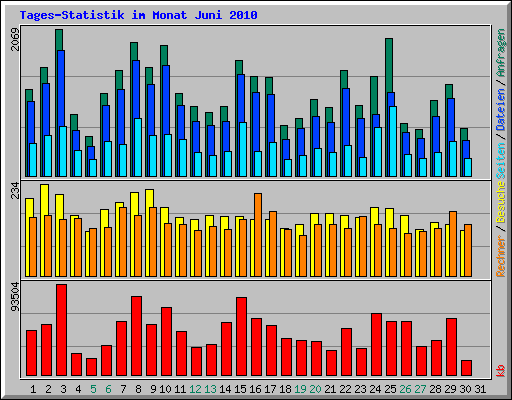 Tages-Statistik im Monat Juni 2010
2069
234
93504
Rechner / Besuche Seiten / Dateien / Anfragen
kb
1 2 3 4 5 6 7 8 9 10 11 12 13 14 15 16 17 18 19 20 21 22 23 24 25 26 27 28 29 30 31